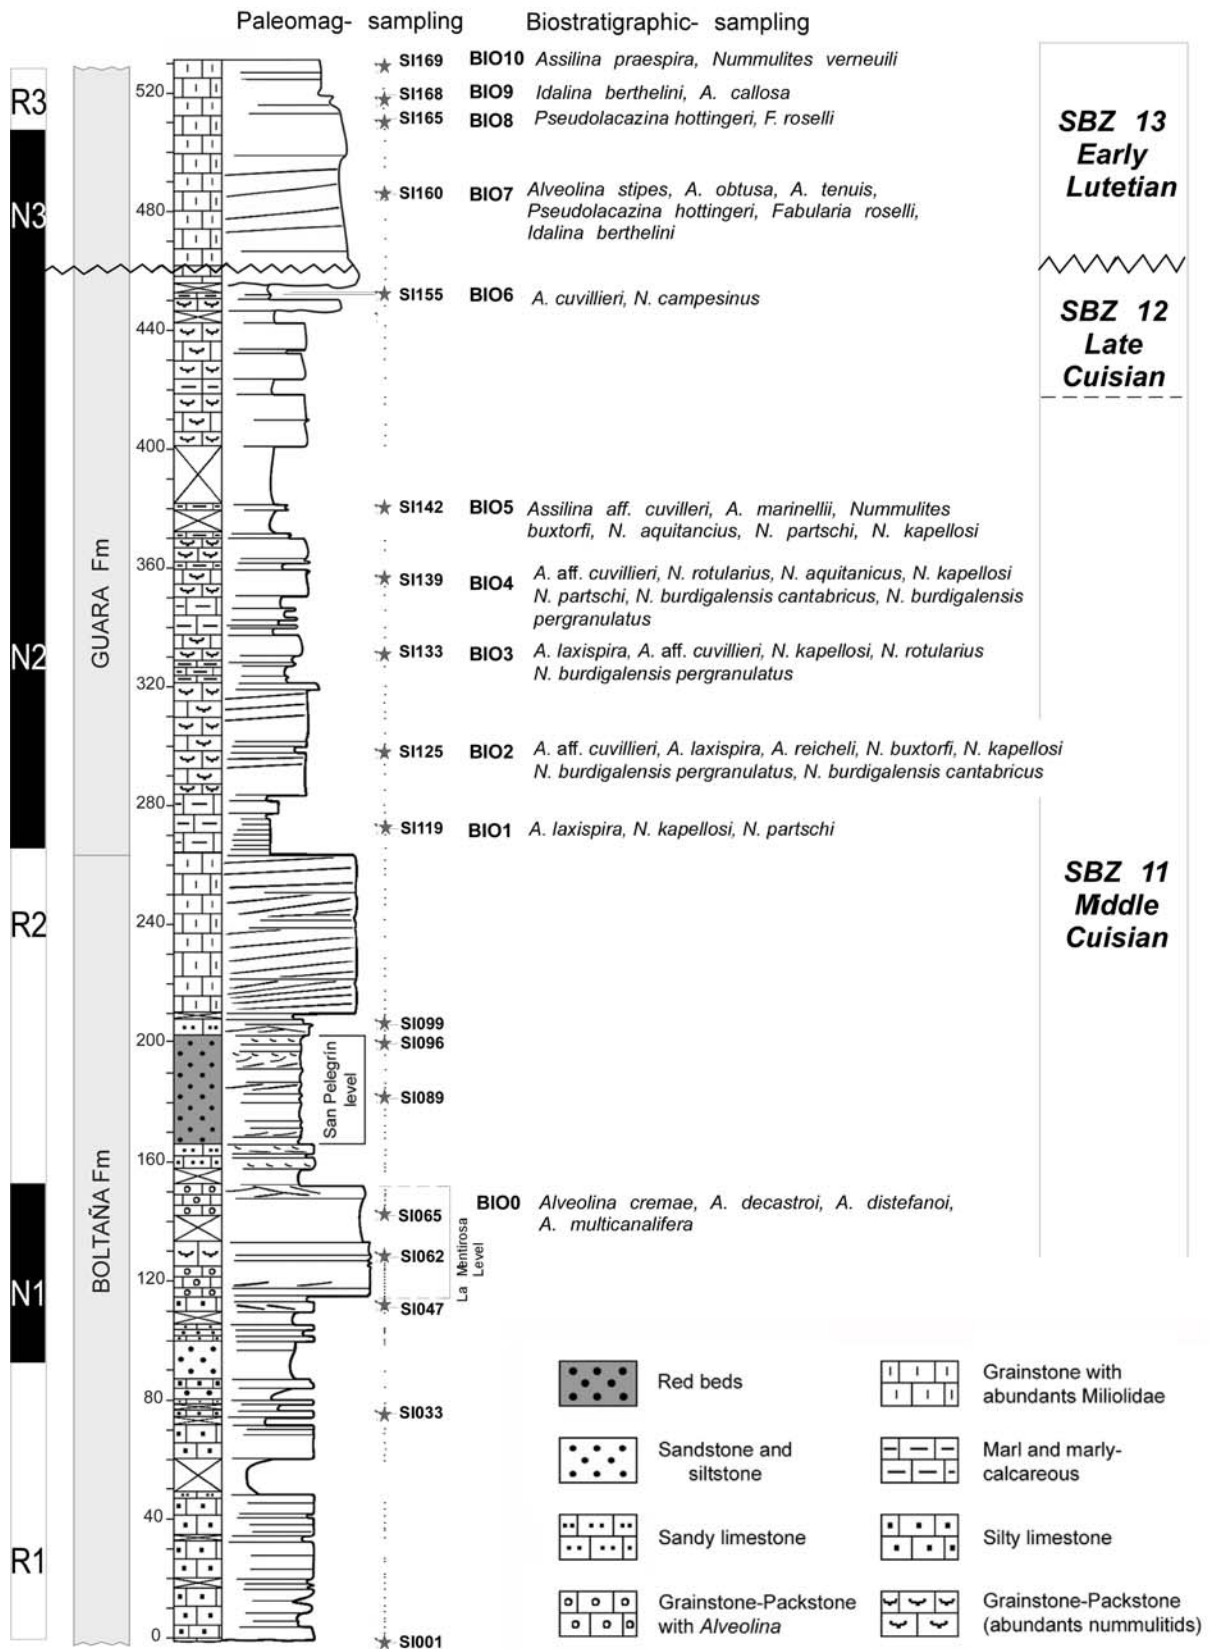 Paleomag- sampling
Biostratigraphic- sampling
R3
N3
N2
R2
N1
R1
GUARA Fm
BOLTAÑA Fm
520
480
440
400
360
320
280
240
200
160
120
80
40
0
SI169 BIO10 Assilina praespira, Nummulites verneuili
SI168 BIO9 Idalina berthelini, A. callosa
SI165 BIO8 Pseudolacazina hottingeri, F. roselli
SI160 BIO7 Alveolina stipes, A. obtusa, A. tenuis,
Pseudolacazina hottingeri, Fabularia roselli,
Idalina berthelini
SI155 BIO6 A. cuvillieri, N. campesinus
SI142 BIO5 Assilina aff. cuvilleri, A. marinellii, Nummulites
buxtorfi, N. aquitancius, N. partschi, N. kapellosi
SI139 BIO4 A. aff. cuvillieri, N. rotularius, N. aquitanicus, N. kapellosi
N. partschi, N. burdigalensis cantabricus, N. burdigalensis
pergranulatus
SI133 BIO3 A. laxispira, A. aff. cuvillieri, N. kapellosi, N. rotularius
N. burdigalensis pergranulatus
SI125 BIO2 A. aff. cuvillieri, A. laxispira, A. reicheli, N. buxtorfi, N. kapellosi
N. burdigalensis pergranulatus, N. burdigalensis cantabricus
SI119 BIO1 A. laxispira, N. kapellosi, N. partschi
SI099
SI096
SI089
San Pelegrín
level
BIO0 Alveolina cremae, A. decastroi, A. distefanoi,
A. multicanalifera
SI065
SI062
La Mentirosa
Level
SI047
SI033
SI001
SBZ 13
Early
Lutetian
SBZ 12
Late
Cuisian
SBZ 11
Middle
Cuisian
Red beds
Grainstone with
abundants Miliolidae
Sandstone and
siltstone
Marl and marly-
calcareous
Sandy limestone
Silty limestone
Grainstone-Packstone
with Alveolina
Grainstone-Packstone
(abundants nummulitids)